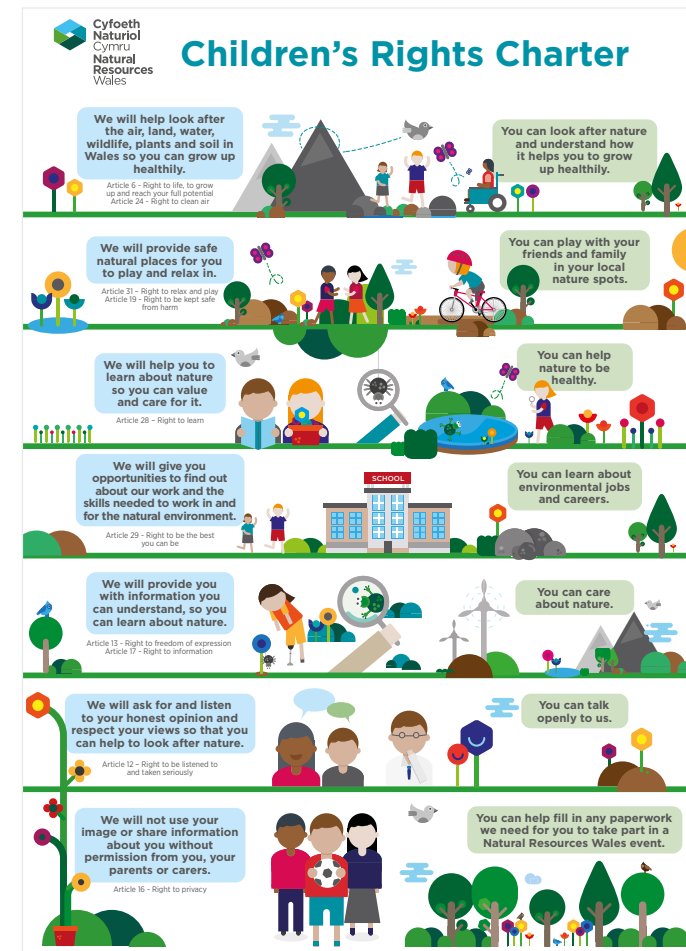 Cyfoeth
Naturiol
Cymru
Natural
Resources
Wales
Children's Rights Charter
We will help look after
the air, land, water,
wildlife, plants and soil in
Wales so you can grow up
healthily.
Article 6 - Right to life, to grow
up and reach your full potential
Article 24 - Right to clean air
You can look after nature
and understand how
it helps you to grow
up healthily.
We will provide safe
natural places for you
to play and relax in.
Article 31 - Right to relax and play
Article 19 - Right to be kept safe
from harm
You can play with your
friends and family
in your local
nature spots.
We will help you to
learn about nature
so you can value
and care for it.
Article 28 – Right to learn
You can help
nature to be
healthy.
We will give you
opportunities to find out
about our work and the
skills needed to work in and
for the natural environment.
Article 29 - Right to be the best
you can be
SCHOOL
You can learn about
environmental jobs
and careers.
We will provide you
with information you
can understand, so you
can learn about nature.
Article 13 - Right to freedom of expression
Article 17 - Right to information
You can care
about nature.
We will ask for and listen
to your honest opinion and
respect your views so that you
can help to look after nature.
Article 12 – Right to be listened to
and taken seriously
You can talk
openly to us.
We will not use your
image or share information
about you without
permission from you, your
parents or carers.
Article 16 - Right to privacy
You can help fill in any paperwork
we need for you to take part in a
Natural Resources Wales event.